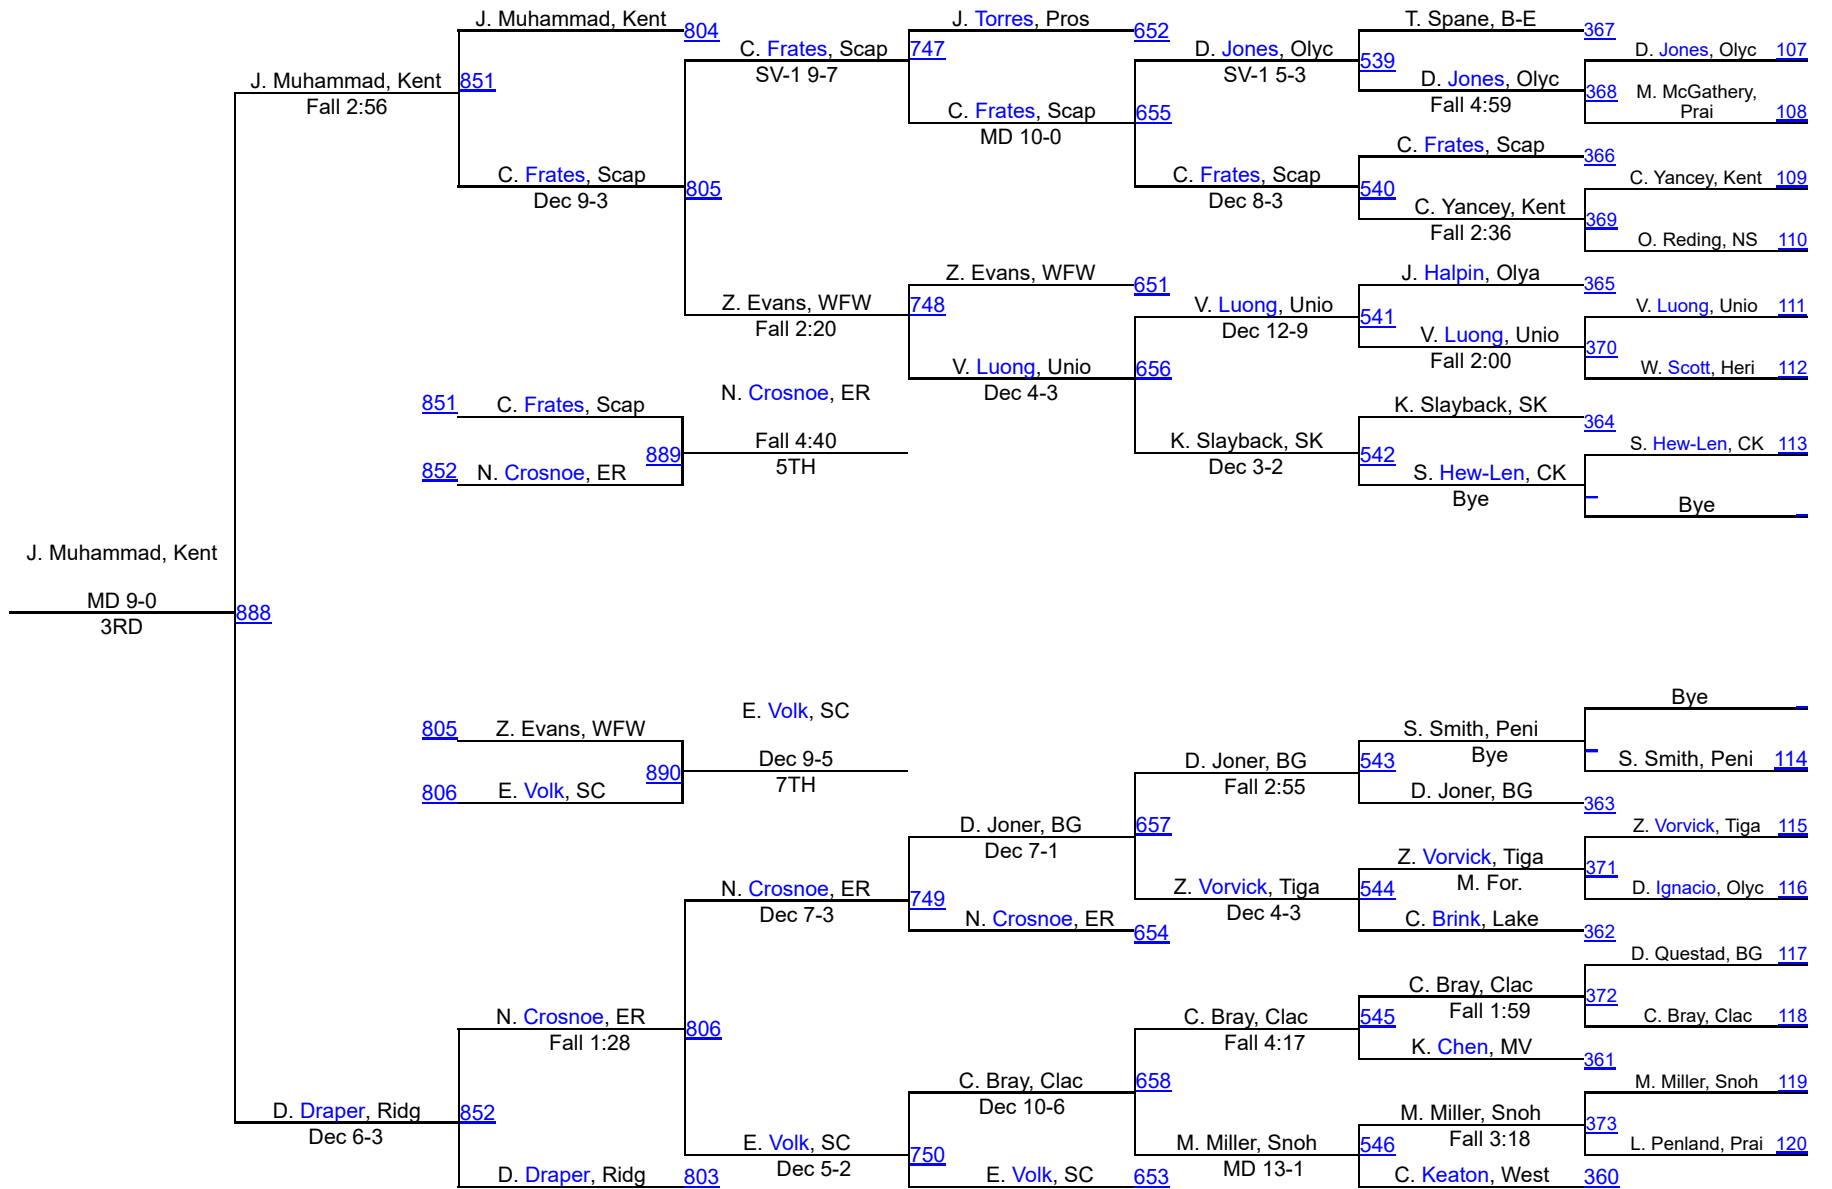 J. Muhammad, Kent
804
J. Torres, Pros
652
T. Spane, B-E
367
C. Frates, Scap
747
D. Jones, Olyc
D. Jones, Olyc 107
SV-1 9-7
SV-1 5-3
539
J. Muhammad, Kent
851
D. Jones, Olyc
368
M. McGathery,
Prai
108
Fall 2:56
Fall 4:59
C. Frates, Scap
655
MD 10-0
C. Frates, Scap
366
C. Frates, Scap
805
C. Frates, Scap
540
C. Yancey, Kent 109
Dec 9-3
Dec 8-3
C. Yancey, Kent
369
Fall 2:36
O. Reding, NS 110
Z. Evans, WFW
651
J. Halpin, Olya
365
Z. Evans, WFW
748
V. Luong, Unio
541
V. Luong, Unio 111
Fall 2:20
Dec 12-9
V. Luong, Unio
370
Fall 2:00
V. Luong, Unio
656
W. Scott, Heri 112
Dec 4-3
N. Crosnoe, ER
851 C. Frates, Scap
K. Slayback, SK
364
Fall 4:40
K. Slayback, SK
542
S. Hew-Len, CK 113
889
5TH
Dec 3-2
852 N. Crosnoe, ER
S. Hew-Len, CK
Bye
Bye
J. Muhammad, Kent
MD 9-0
888
3RD
Bye
E. Volk, SC
805 Z. Evans, WFW
S. Smith, Peni
Bye
Dec 9-5
D. Joner, BG
543
S. Smith, Peni 114
890
7TH
Fall 2:55
806 E. Volk, SC
D. Joner, BG
363
D. Joner, BG
657
Z. Vorvick, Tiga 115
Dec 7-1
Z. Vorvick, Tiga
371
M. For.
N. Crosnoe, ER
749
Z. Vorvick, Tiga
544
D. Ignacio, Olyc 116
Dec 7-3
Dec 4-3
N. Crosnoe, ER
654
C. Brink, Lake
362
D. Questad, BG 117
C. Bray, Clac
372
Fall 1:59
N. Crosnoe, ER
806
C. Bray, Clac
545
C. Bray, Clac 118
Fall 1:28
Fall 4:17
K. Chen, MV
361
C. Bray, Clac
658
M. Miller, Snoh 119
Dec 10-6
D. Draper, Ridg
852
M. Miller, Snoh
373
Dec 6-3
Fall 3:18
E. Volk, SC
750
M. Miller, Snoh
546
L. Penland, Prai 120
Dec 5-2
MD 13-1
D. Draper, Ridg
803
E. Volk, SC
653
C. Keaton, West
360